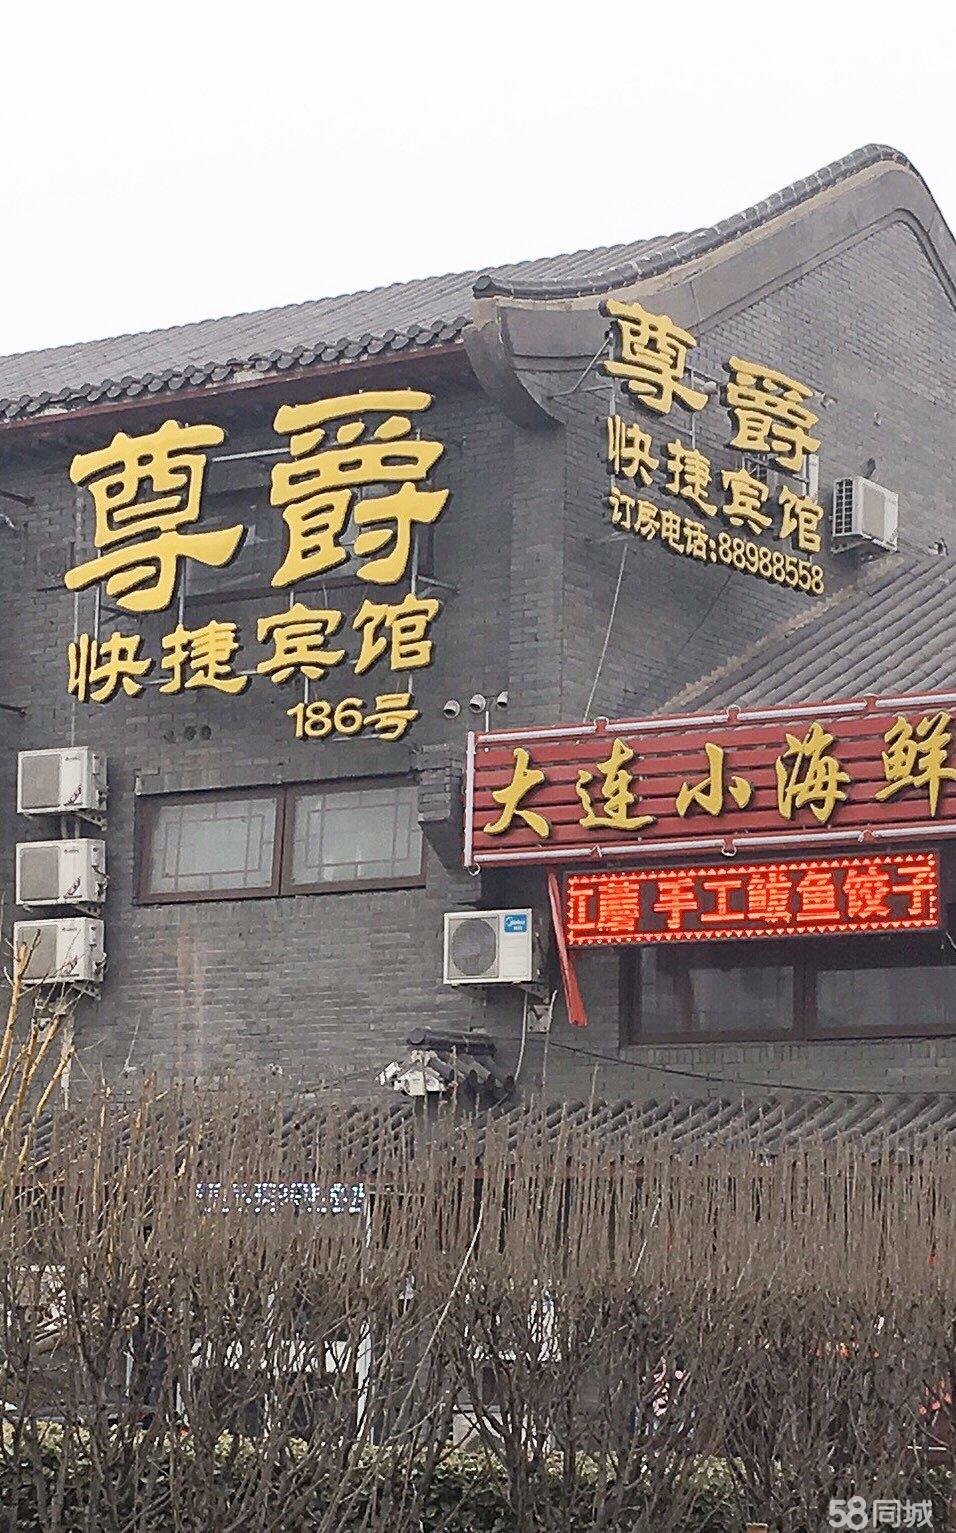 尊爵
快捷宾馆
186号
尊爵
快捷宾馆
订房电话:88988558
大连小海鲜
手工鲅鱼饺子
58同城